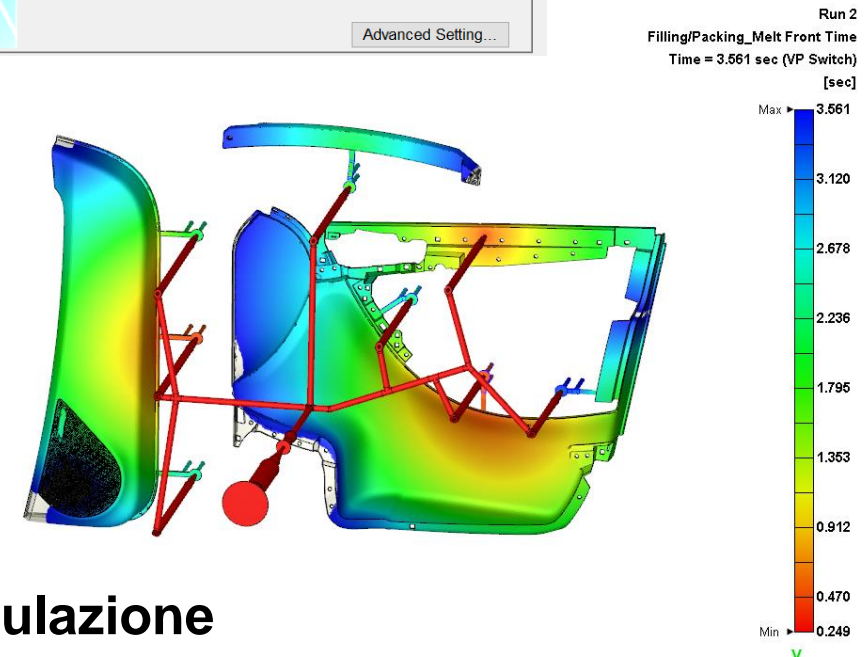 Advanced Setting...
Run 2
Filling/Packing_Melt Front Time
Time = 3.561 sec (VP Switch)
[sec]
Max 3.561
3.120
2.678
2.236
1.795
1.353
0.912
0.470
Min 0.249
ulazione